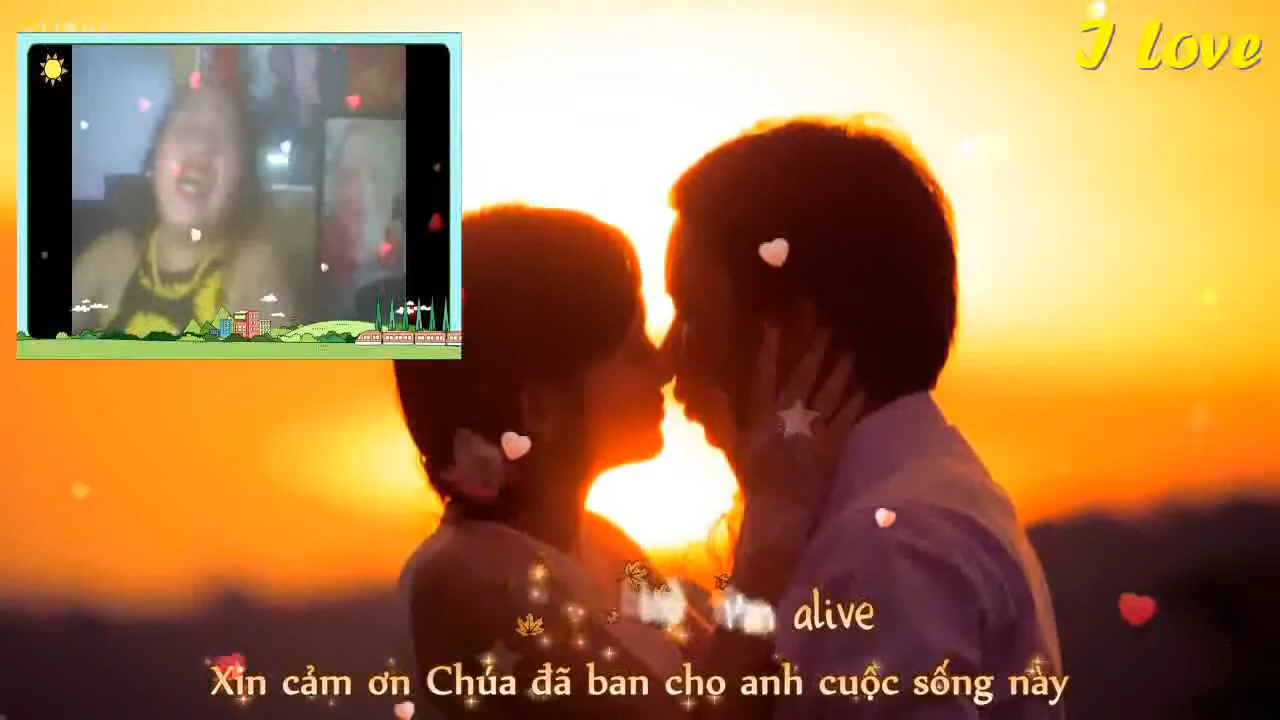 I Love
alive
Xin cảm ơn Chúa đã ban cho anh cuộc sống này